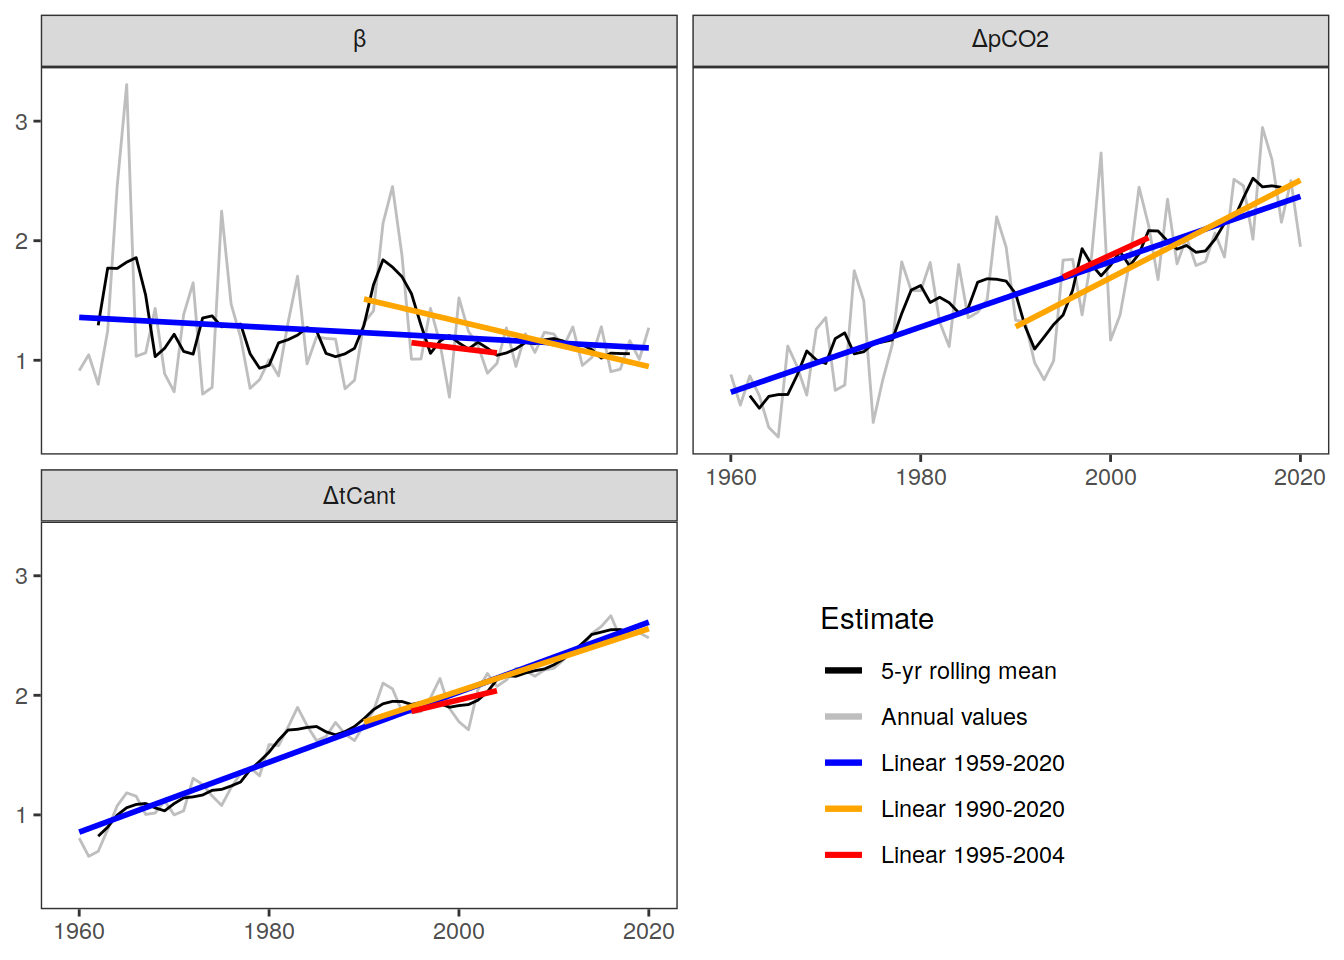 β
ΔpCO2
3
2
1
1960
1980
2000
2020
ΔtCant
3
2
1
1960
1980
2000
2020
Estimate
5-yr rolling mean
Annual values
Linear 1959-2020
Linear 1990-2020
Linear 1995-2004